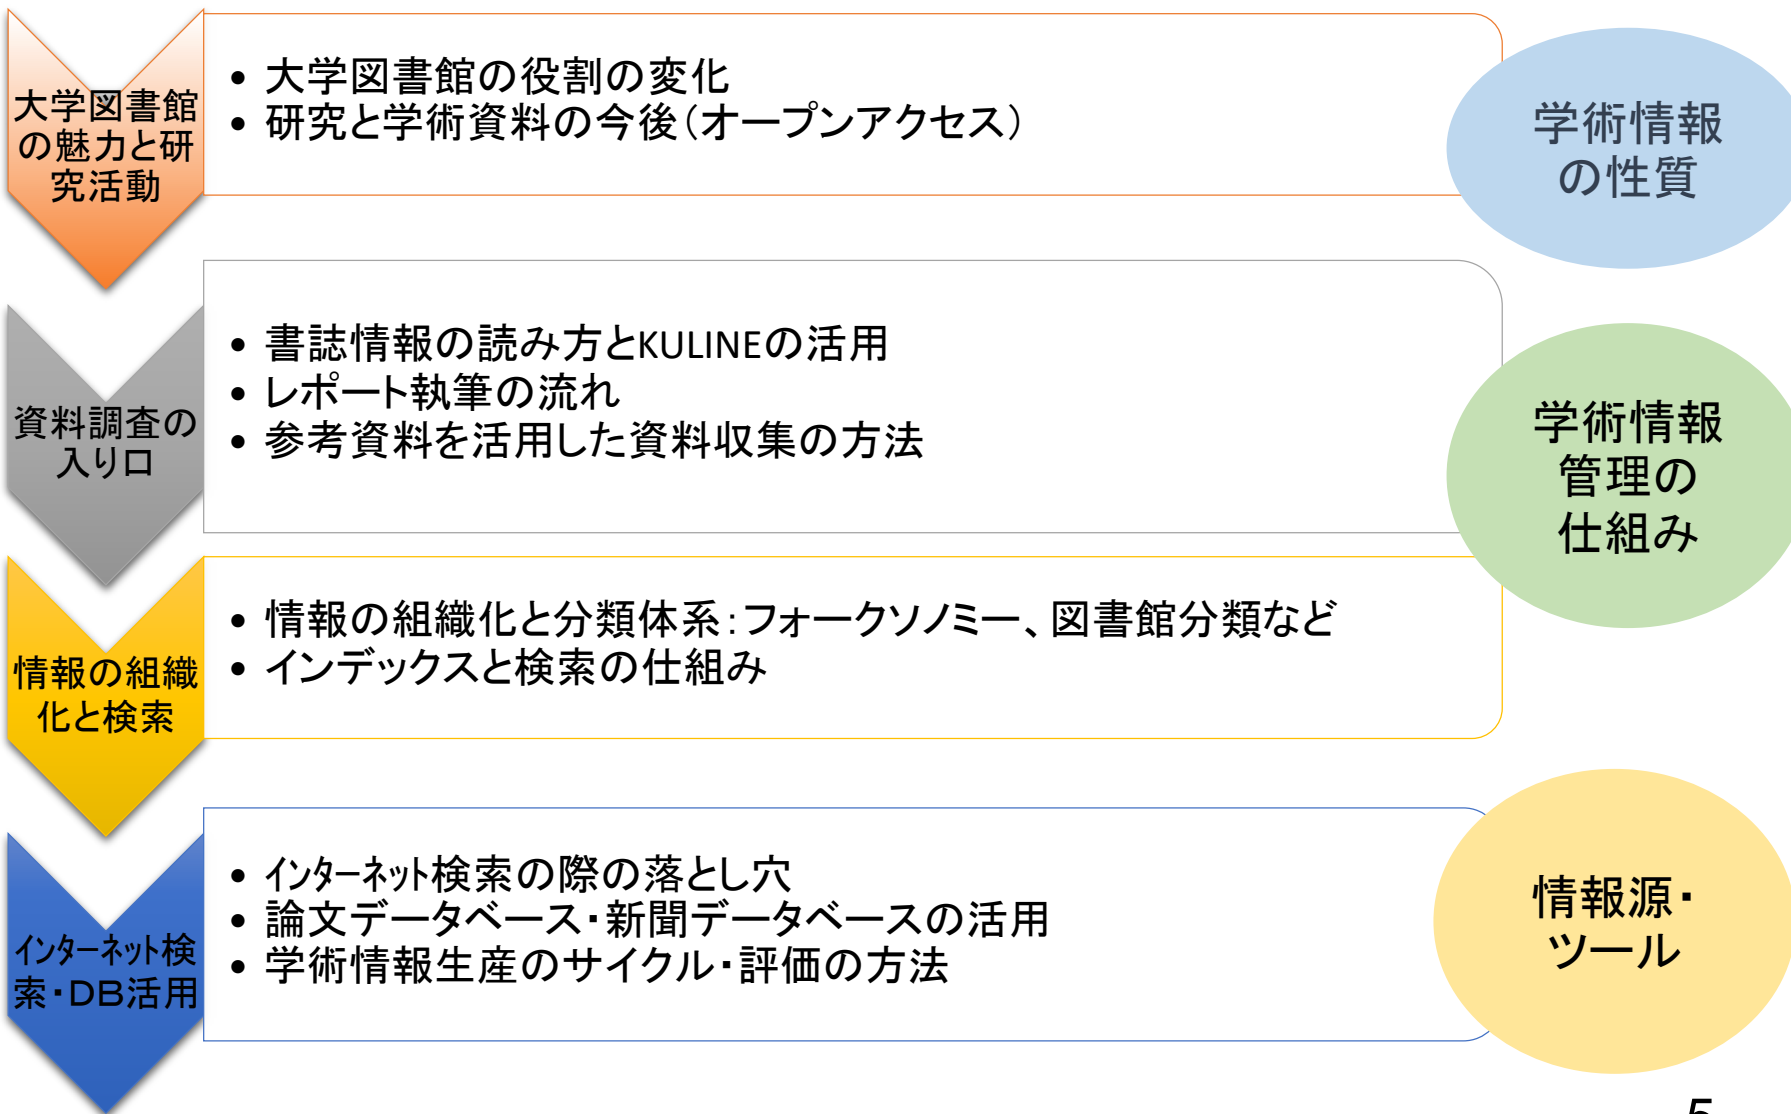 大学図書館
の魅力と研
究活動
• 大学図書館の役割の変化
• 研究と学術資料の今後(オープンアクセス)
学術情報
の性質
資料調査の
入り口
• 書誌情報の読み方とKULINEの活用
• レポート執筆の流れ
• 参考資料を活用した資料収集の方法
学術情報
管理の
仕組み
情報の組織
化と検索
• 情報の組織化と分類体系:フォークソノミー、図書館分類など
• インデックスと検索の仕組み
インターネット検
索・DB活用
• インターネット検索の際の落とし穴
• 論文データベース・新聞データベースの活用
• 学術情報生産のサイクル・評価の方法
情報源・
ツール
5